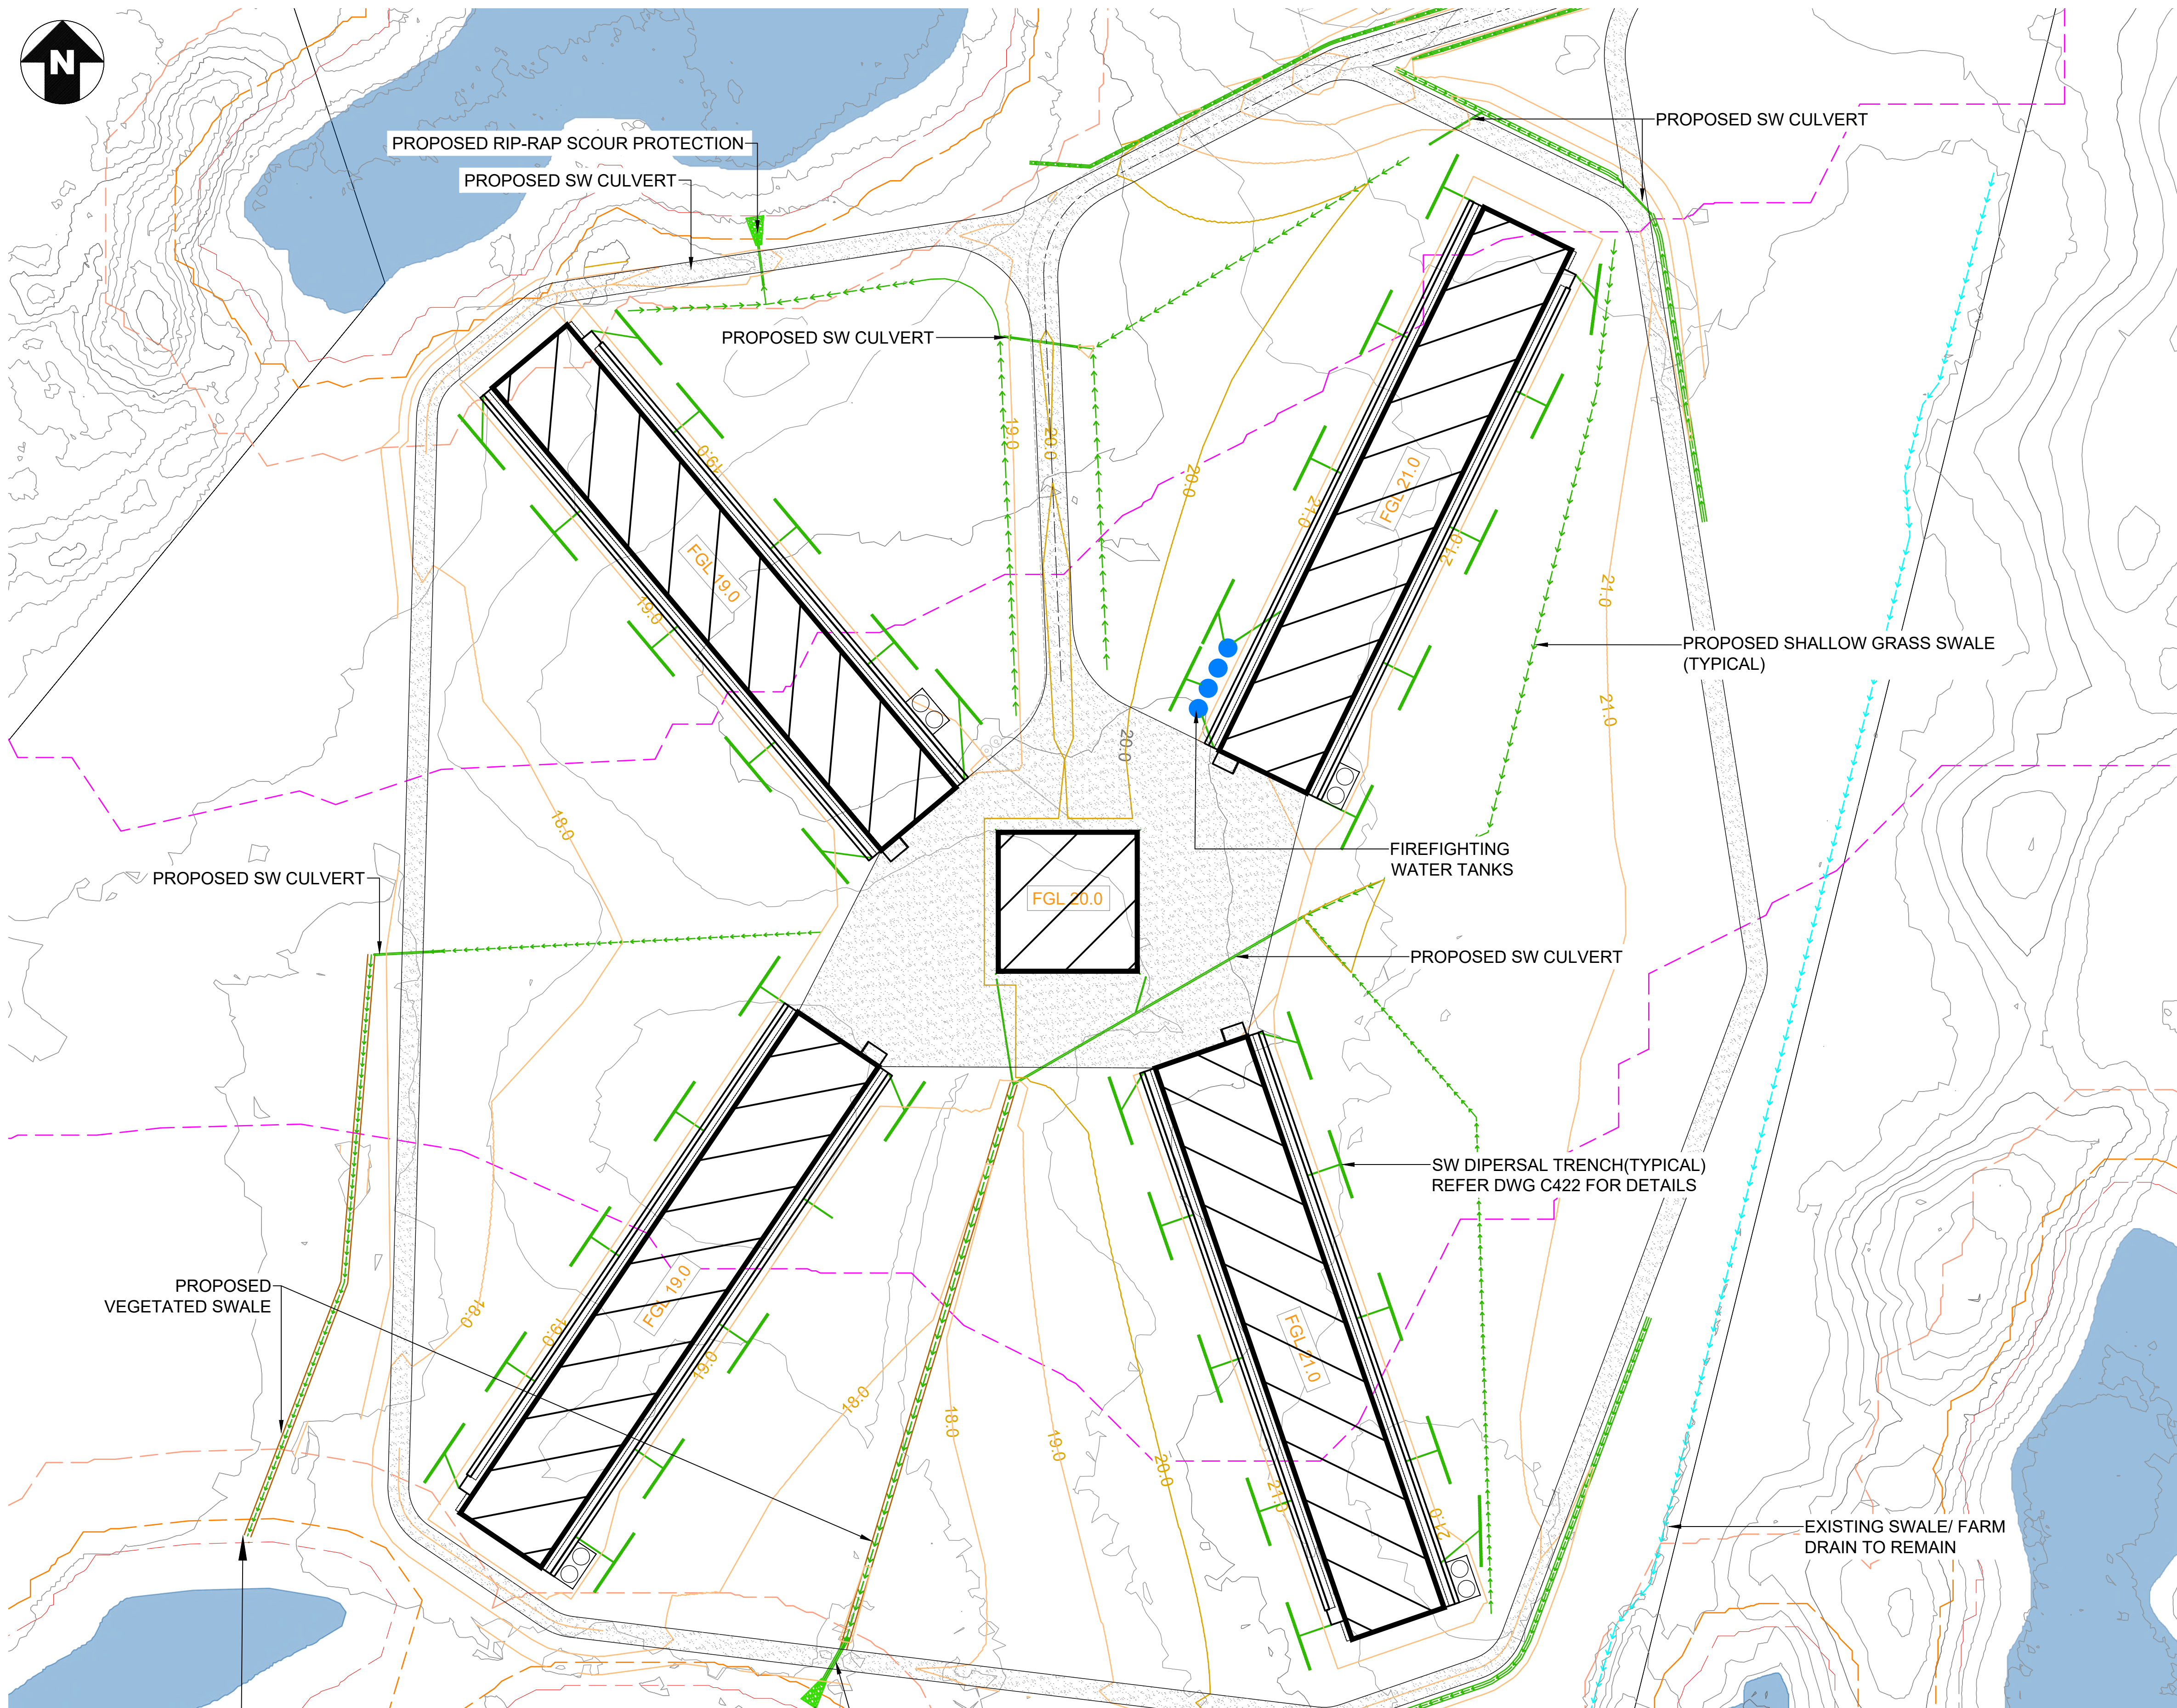 N
PROPOSED RIP-RAP SCOUR PROTECTION
PROPOSED SW CULVERT
PROPOSED SW CULVERT
PROPOSED SW CULVERT
19.0
20.0
20.0
21.0
FGL 21.0
21.0
19.0
FGL 19.0
19.0
21.0
PROPOSED SHALLOW GRASS SWALE
(TYPICAL)
21.0
20.0
18.0
FIREFIGHTING
WATER TANKS
PROPOSED SW CULVERT
FGL 20.0
PROPOSED SW CULVERT
SW DIPERSAL TRENCH(TYPICAL)
REFER DWG C422 FOR DETAILS
PROPOSED
VEGETATED SWALE
18.0
19.0
FGL 19.0
19.0
18.0
18.0
19.0
20.0
FGL 21.0
21.0
21.0
EXISTING SWALE/ FARM
DRAIN TO REMAIN